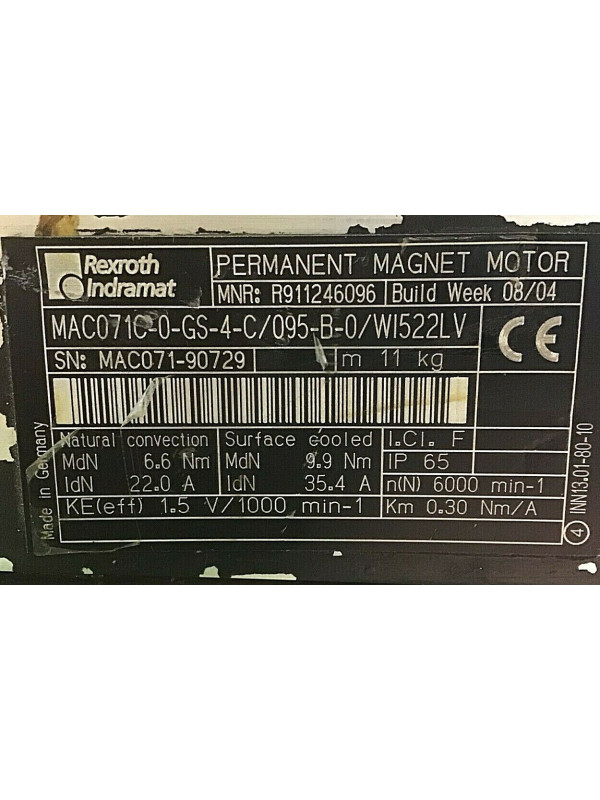 Rexroth
Indramat
PERMANENT MAGNET MOTOR
MNR: R911246096 Build Week 08/04
MAC071C-0-GS-4-C/095-B-0/WI522LV
CE
SN: MAC071-90729 m 11 kg
Natural convection Surface cooled I.Cl. F
MdN 6.6 Nm MdN 9.9 Nm IP 65
IdN 22.0 A IdN 35.4 A n(N) 6000 min-1
KE(eff) 1.5 V/1000 min-1 Km 0.30 Nm/A
Made in Germany
4 INN13.01-80-10